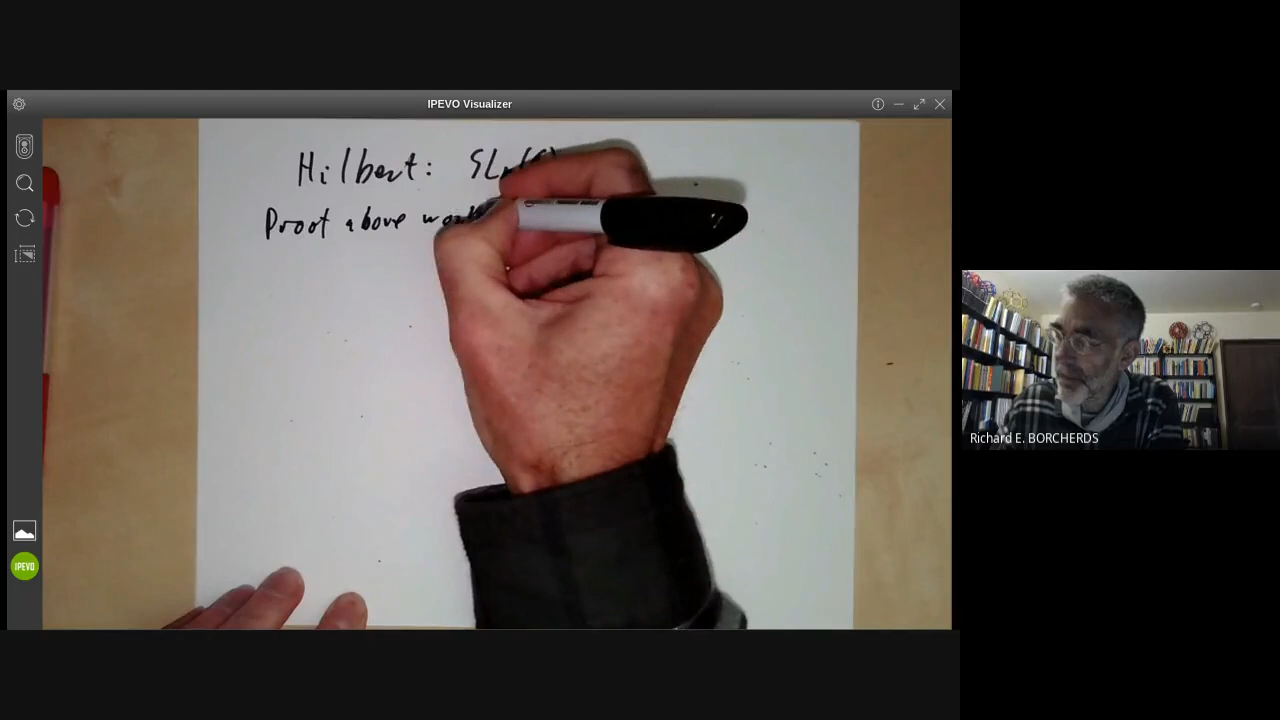 IPEVO Visualizer
Hilbert:
Proof above
IPEVO
Richard E. BORCHERDS